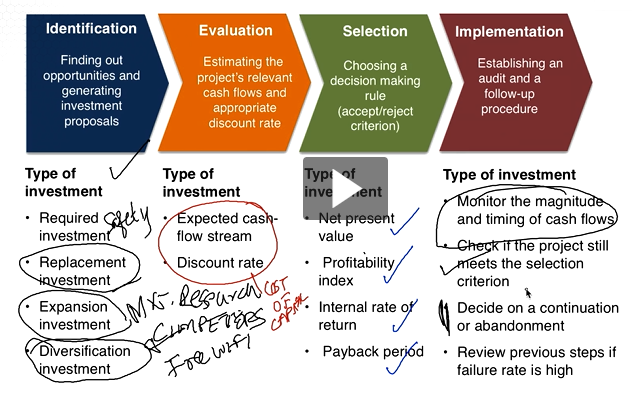 Identification
Finding out
opportunities and
generating
investment
proposals
Evaluation
Estimating the
project's relevant
cash flows and
appropriate
discount rate
Selection
Choosing a
decision making
rule
(accept/reject
criterion)
Implementation
Establishing an
audit and a
follow-up
procedure
Type of
investment
• Required
investment
Safety
• Replacement
investment
• Expansion
investment
• Diversification
investment
Type of
investment
• Expected cash-
flow stream
• Discount rate
MKT. Research
COST
OF
CAPITAL
COMPETITORS
Free WiFi
Type of
investment
• Net present
value
• Profitability
index
• Internal rate of
return
• Payback period
Type of investment
• Monitor the magnitude
and timing of cash flows
• Check if the project still
meets the selection
criterion
• Decide on a continuation
or abandonment
• Review previous steps if
failure rate is high